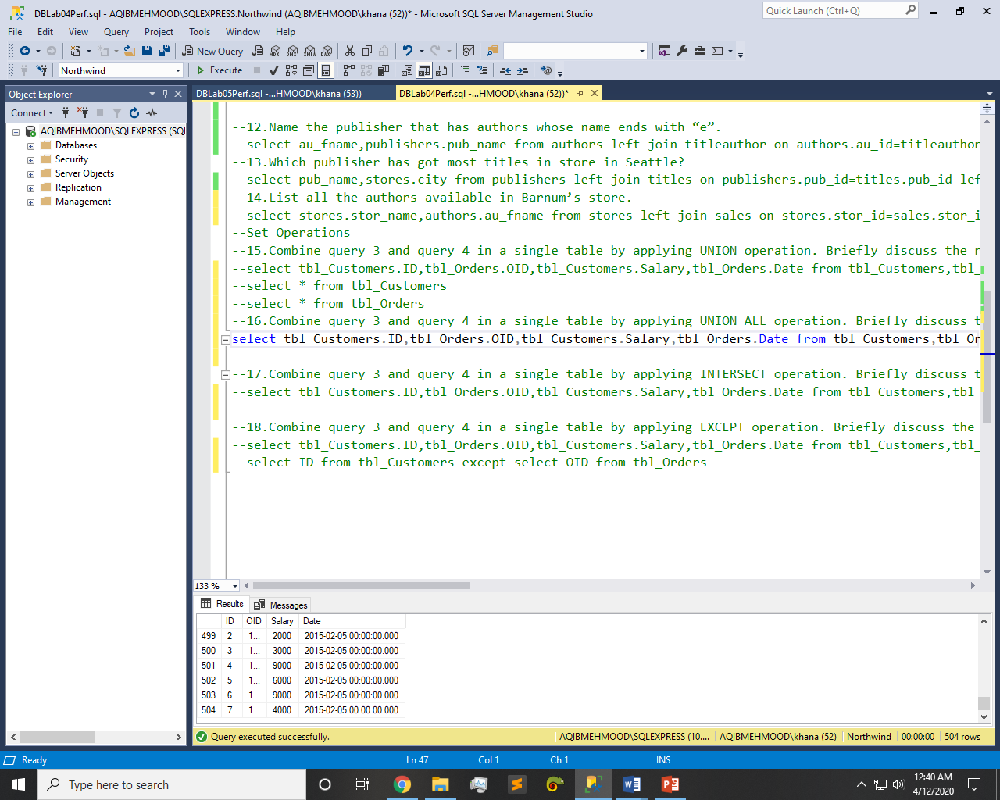 DBLab04Perf.sql - AQIBMEHMOOD\SQLEXPRESS.Northwind (AQIBMEHMOOD\khana (52))* - Microsoft SQL Server Management Studio
Quick Launch (Ctrl+Q)
File Edit View Query Project Tools Window Help
New Query MDX DMX XMLA DAX
Northwind Execute
Object Explorer
DBLab05Perf.sql -...HMOOD\khana (53))
DBLab04Perf.sql -...HMOOD\khana (52))*
Connect
AQIBMEHMOOD\SQLEXPRESS (SQL
Databases
Security
Server Objects
Replication
Management
--12.Name the publisher that has authors whose name ends with “e”.
--select au_fname,publishers.pub_name from authors left join titleauthor on authors.au_id=titleauthor
--13.Which publisher has got most titles in store in Seattle?
--select pub_name,stores.city from publishers left join titles on publishers.pub_id=titles.pub_id lef
--14.List all the authors available in Barnum’s store.
--select stores.stor_name,authors.au_fname from stores left join sales on stores.stor_id=sales.stor_i
--Set Operations
--15.Combine query 3 and query 4 in a single table by applying UNION operation. Briefly discuss the r
--select tbl_Customers.ID,tbl_Orders.OID,tbl_Customers.Salary,tbl_Orders.Date from tbl_Customers,tbl_
--select * from tbl_Customers
--select * from tbl_Orders
--16.Combine query 3 and query 4 in a single table by applying UNION ALL operation. Briefly discuss t
select tbl_Customers.ID,tbl_Orders.OID,tbl_Customers.Salary,tbl_Orders.Date from tbl_Customers,tbl_Or
--17.Combine query 3 and query 4 in a single table by applying INTERSECT operation. Briefly discuss t
--select tbl_Customers.ID,tbl_Orders.OID,tbl_Customers.Salary,tbl_Orders.Date from tbl_Customers,tbl_
--18.Combine query 3 and query 4 in a single table by applying EXCEPT operation. Briefly discuss the
--select tbl_Customers.ID,tbl_Orders.OID,tbl_Customers.Salary,tbl_Orders.Date from tbl_Customers,tbl_
--select ID from tbl_Customers except select OID from tbl_Orders
133 %
Results Messages
ID OID Salary Date
499 2 1... 2000 2015-02-05 00:00:00.000
500 3 1... 3000 2015-02-05 00:00:00.000
501 4 1... 9000 2015-02-05 00:00:00.000
502 5 1... 6000 2015-02-05 00:00:00.000
503 6 1... 9000 2015-02-05 00:00:00.000
504 7 1... 4000 2015-02-05 00:00:00.000
Query executed successfully. AQIBMEHMOOD\SQLEXPRESS (10.... AQIBMEHMOOD\khana (52) Northwind 00:00:00 504 rows
Ready Ln 47 Col 1 Ch 1 INS
Type here to search
12:40 AM
4/12/2020